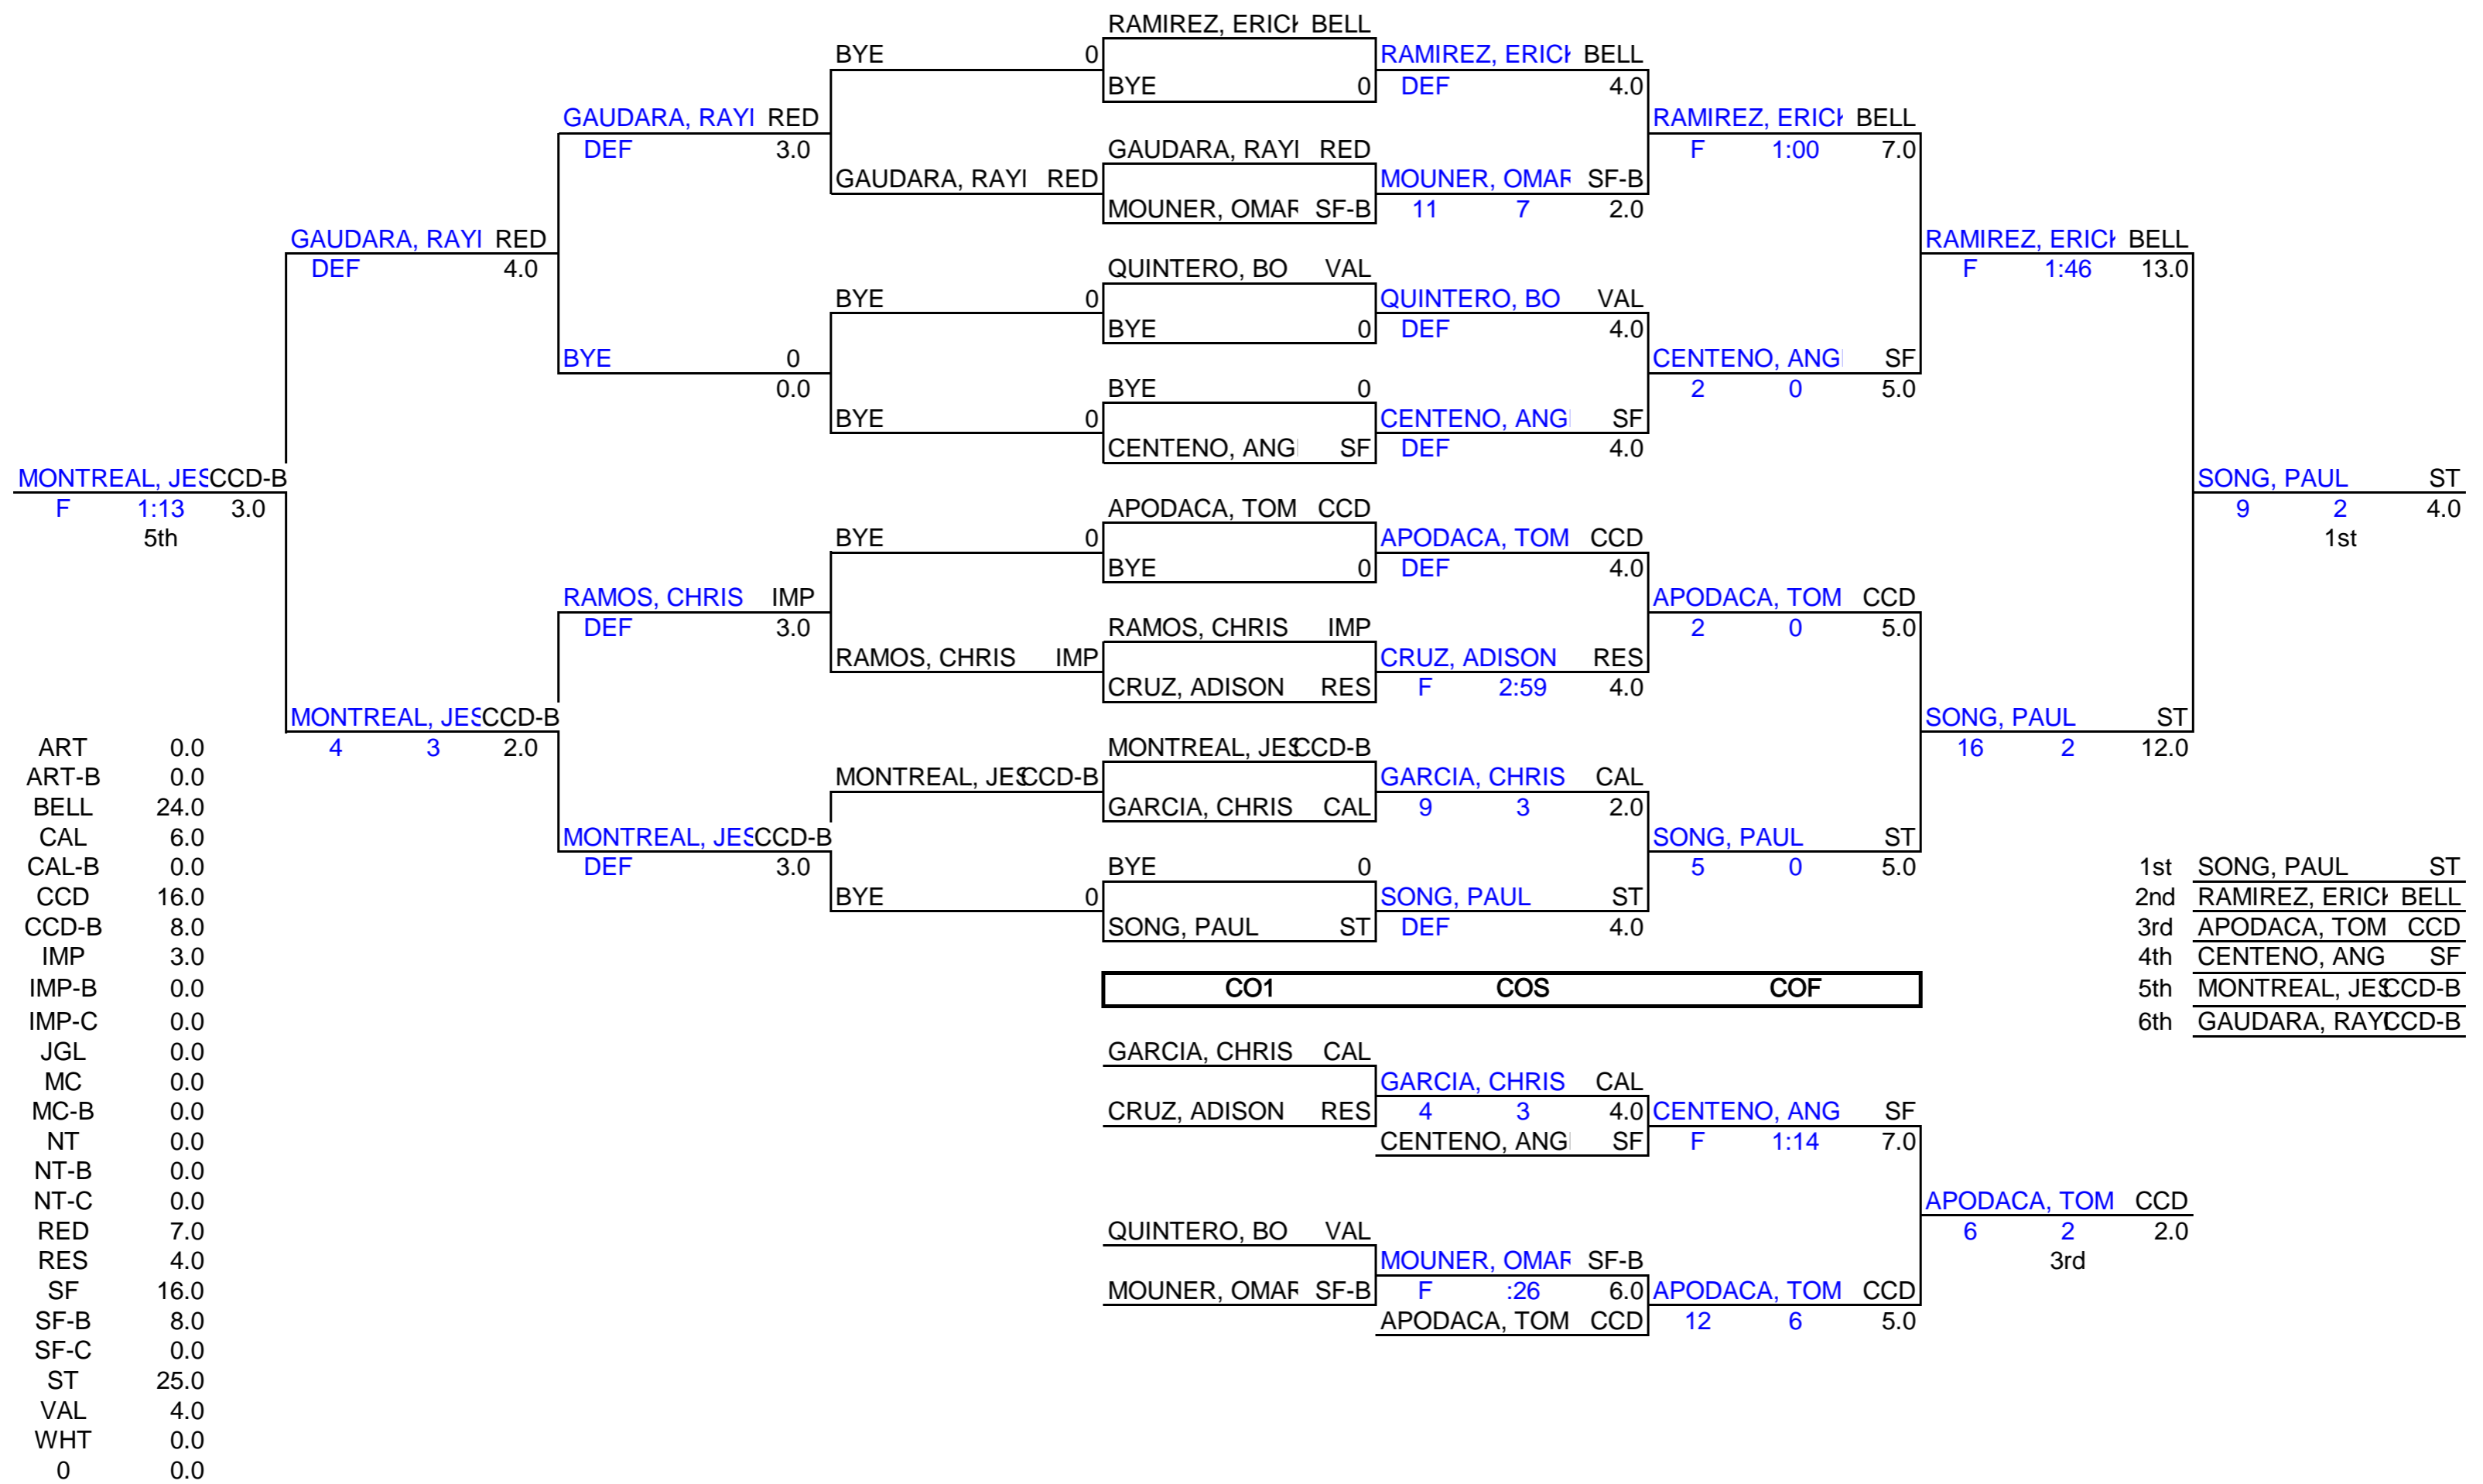 RAMIREZ, ERICH BELL
BYE 0 RAMIREZ, ERICH BELL
BYE 0 DEF 4.0
GAUDARA, RAYI RED RAMIREZ, ERICH BELL
DEF 3.0 GAUDARA, RAYI RED F 1:00 7.0
GAUDARA, RAYI RED MOUNER, OMAR SF-B
MOUNER, OMAR SF-B 11 7 2.0
GAUDARA, RAYI RED RAMIREZ, ERICH BELL
DEF 4.0 QUINTERO, BO VAL F 1:46 13.0
BYE 0 QUINTERO, BO VAL
BYE 0 DEF 4.0
BYE 0 CENTENO, ANG SF
0.0 BYE 0 2 0 5.0
BYE 0 CENTENO, ANG SF
CENTENO, ANG SF DEF 4.0
MONTREAL, JES CCD-B SONG, PAUL ST
F 1:13 3.0 APODACA, TOM CCD 9 2 4.0
5th BYE 0 APODACA, TOM CCD 1st
BYE 0 DEF 4.0
RAMOS, CHRIS IMP APODACA, TOM CCD
DEF 3.0 RAMOS, CHRIS IMP 2 0 5.0
RAMOS, CHRIS IMP CRUZ, ADISON RES
CRUZ, ADISON RES F 2:59 4.0
MONTREAL, JES CCD-B SONG, PAUL ST
ART 0.0 4 3 2.0 MONTREAL, JES CCD-B 16 2 12.0
ART-B 0.0 MONTREAL, JES CCD-B GARCIA, CHRIS CAL
BELL 24.0 GARCIA, CHRIS CAL 9 3 2.0
CAL 6.0 MONTREAL, JES CCD-B SONG, PAUL ST
CAL-B 0.0 DEF 3.0 BYE 0 5 0 5.0 1st SONG, PAUL ST
CCD 16.0 BYE 0 SONG, PAUL ST 2nd RAMIREZ, ERICH BELL
CCD-B 8.0 SONG, PAUL ST DEF 4.0 3rd APODACA, TOM CCD
IMP 3.0 4th CENTENO, ANG SF
IMP-B 0.0 CO1 COS COF 5th MONTREAL, JES CCD-B
IMP-C 0.0 6th GAUDARA, RAY CCD-B
JGL 0.0 GARCIA, CHRIS CAL
MC 0.0 GARCIA, CHRIS CAL
MC-B 0.0 CRUZ, ADISON RES 4 3 4.0 CENTENO, ANG SF
NT 0.0 CENTENO, ANG SF F 1:14 7.0
NT-B 0.0
NT-C 0.0 APODACA, TOM CCD
RED 7.0 QUINTERO, BO VAL 6 2 2.0
RES 4.0 MOUNER, OMAR SF-B 3rd
SF 16.0 MOUNER, OMAR SF-B F :26 6.0 APODACA, TOM CCD
SF-B 8.0 APODACA, TOM CCD 12 6 5.0
SF-C 0.0
ST 25.0
VAL 4.0
WHT 0.0
0 0.0